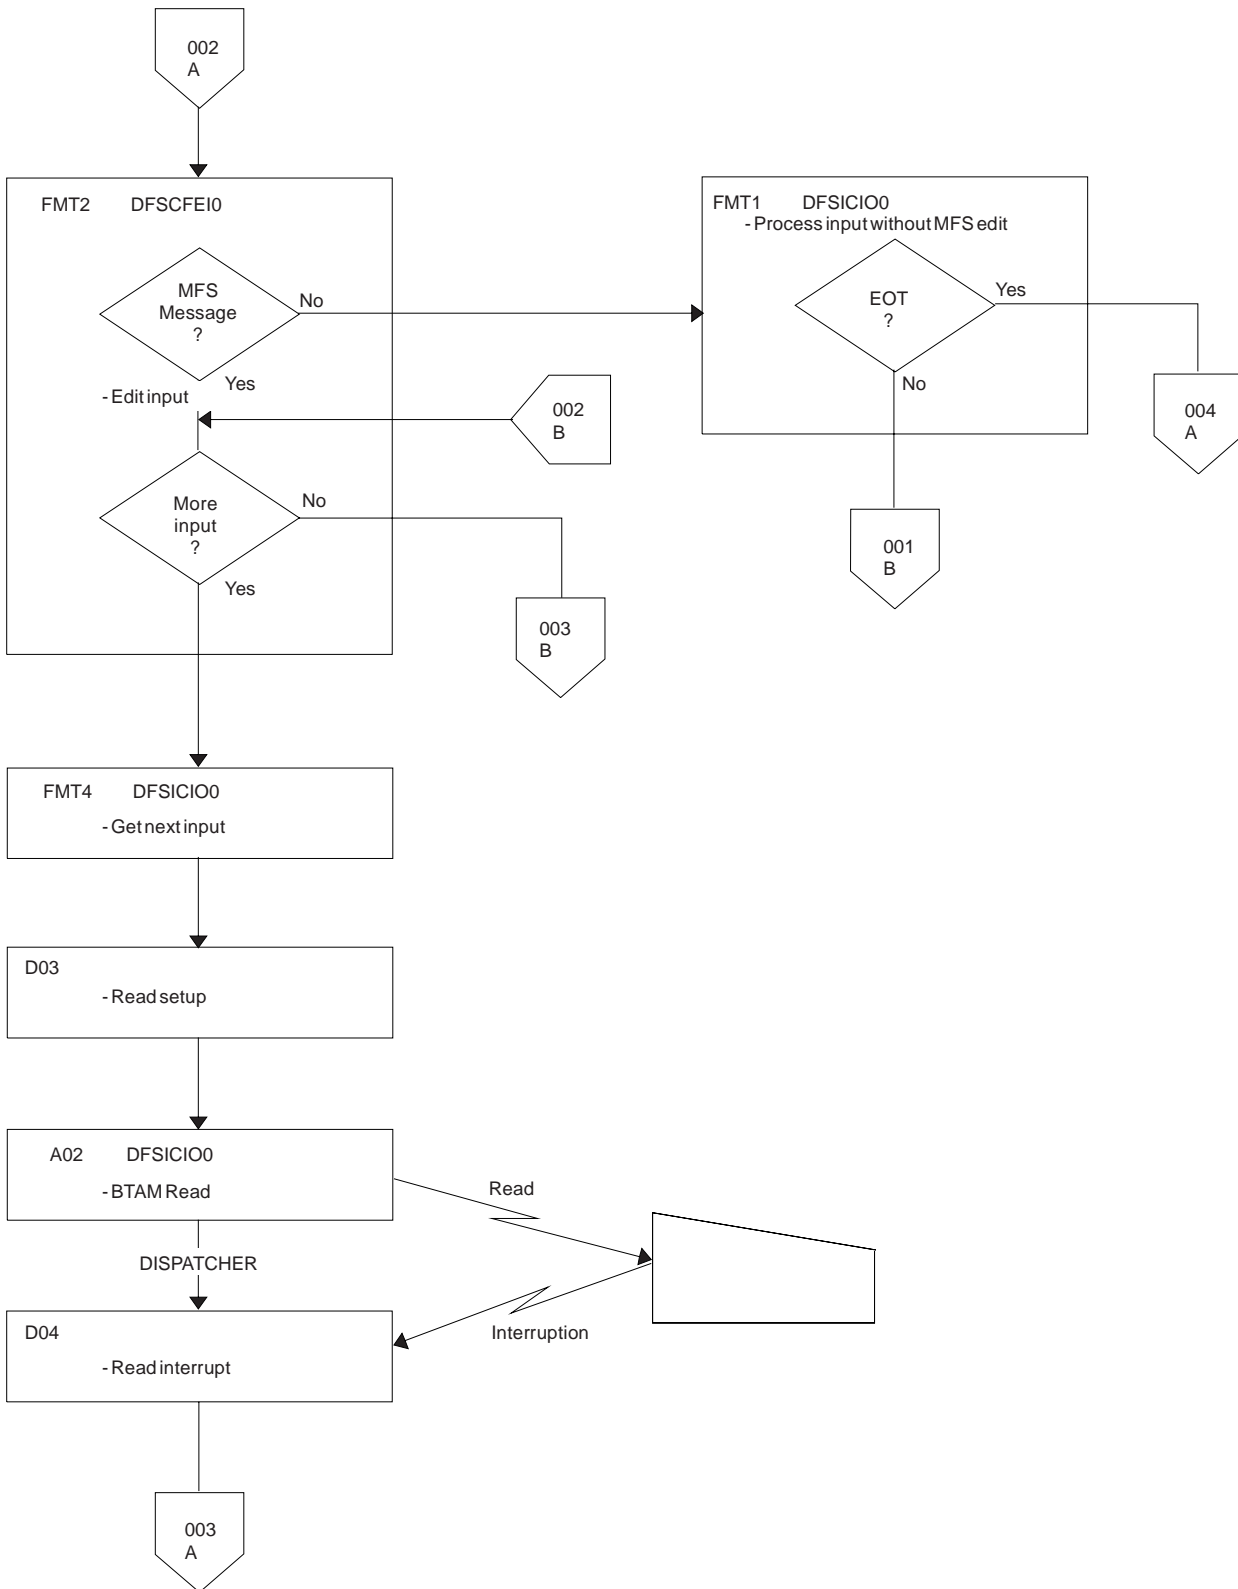 002
A
FMT2 DFSCFEI0
MFS
Message
?
No
Yes
- Edit input
002
B
More
input
?
No
Yes
003
B
FMT1 DFSICIO0
- Process input without MFS edit
EOT
?
Yes
No
004
A
001
B
FMT4 DFSICIO0
- Get next input
D03
- Read setup
A02 DFSICIO0
- BTAM Read
Read
DISPATCHER
D04
- Read interrupt
Interruption
003
A